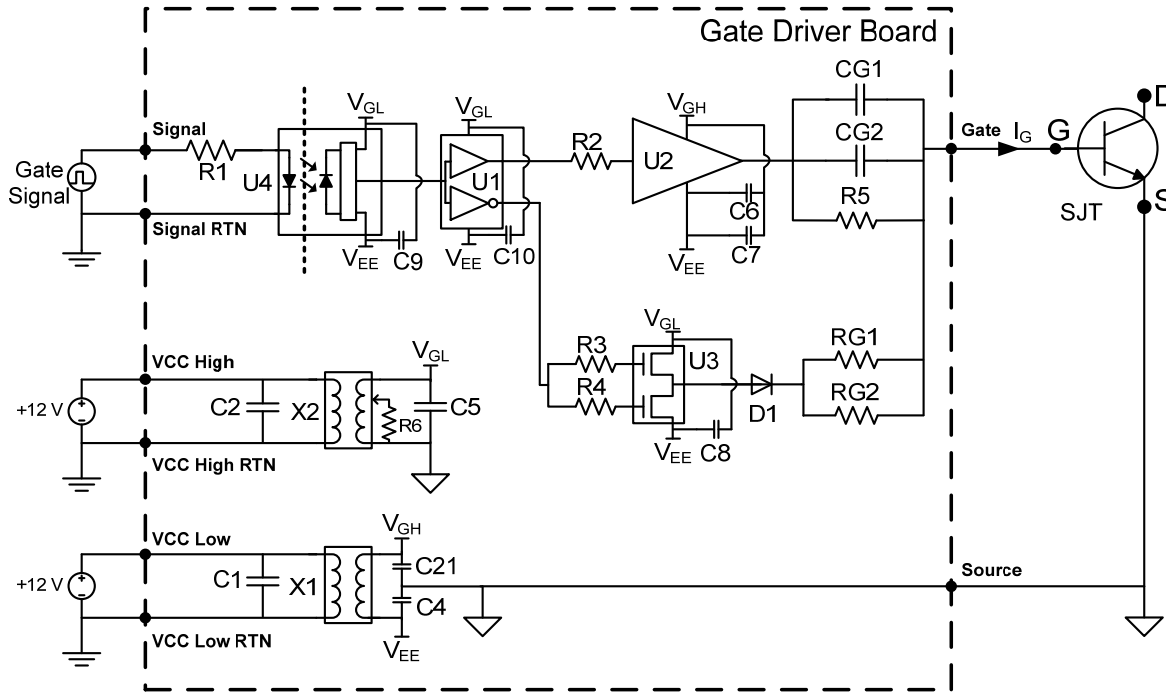 Gate Driver Board
CG1
CG2
R5
V_GL
V_GL
V_GH
Signal
R1
U4
U1
R2
U2
Gate
I_G
G
D
S
SJT
Gate
Signal
Signal RTN
V_EE
C9
V_EE
C10
C6
C7
V_EE
VCC High
+12 V
C2
X2
R6
V_GL
C5
VCC High RTN
R3
R4
V_GL
U3
V_EE
C8
D1
RG1
RG2
VCC Low
+12 V
C1
X1
V_GH
C21
C4
V_EE
VCC Low RTN
Source